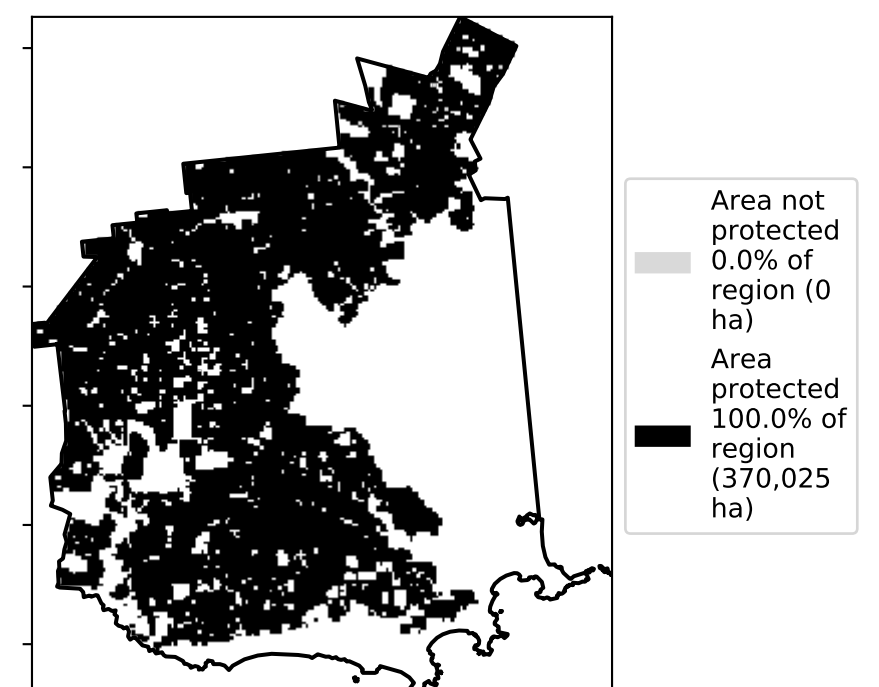 Area not
protected
0.0% of
region (0
ha)
Area
protected
100.0% of
region
(370,025
ha)